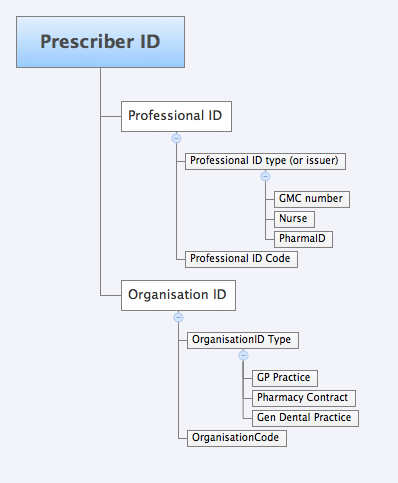 Prescriber ID
Professional ID
Professional ID type (or issuer)
GMC number
Nurse
PharmaID
Professional ID Code
Organisation ID
OrganisationID Type
GP Practice
Pharmacy Contract
Gen Dental Practice
OrganisationCode